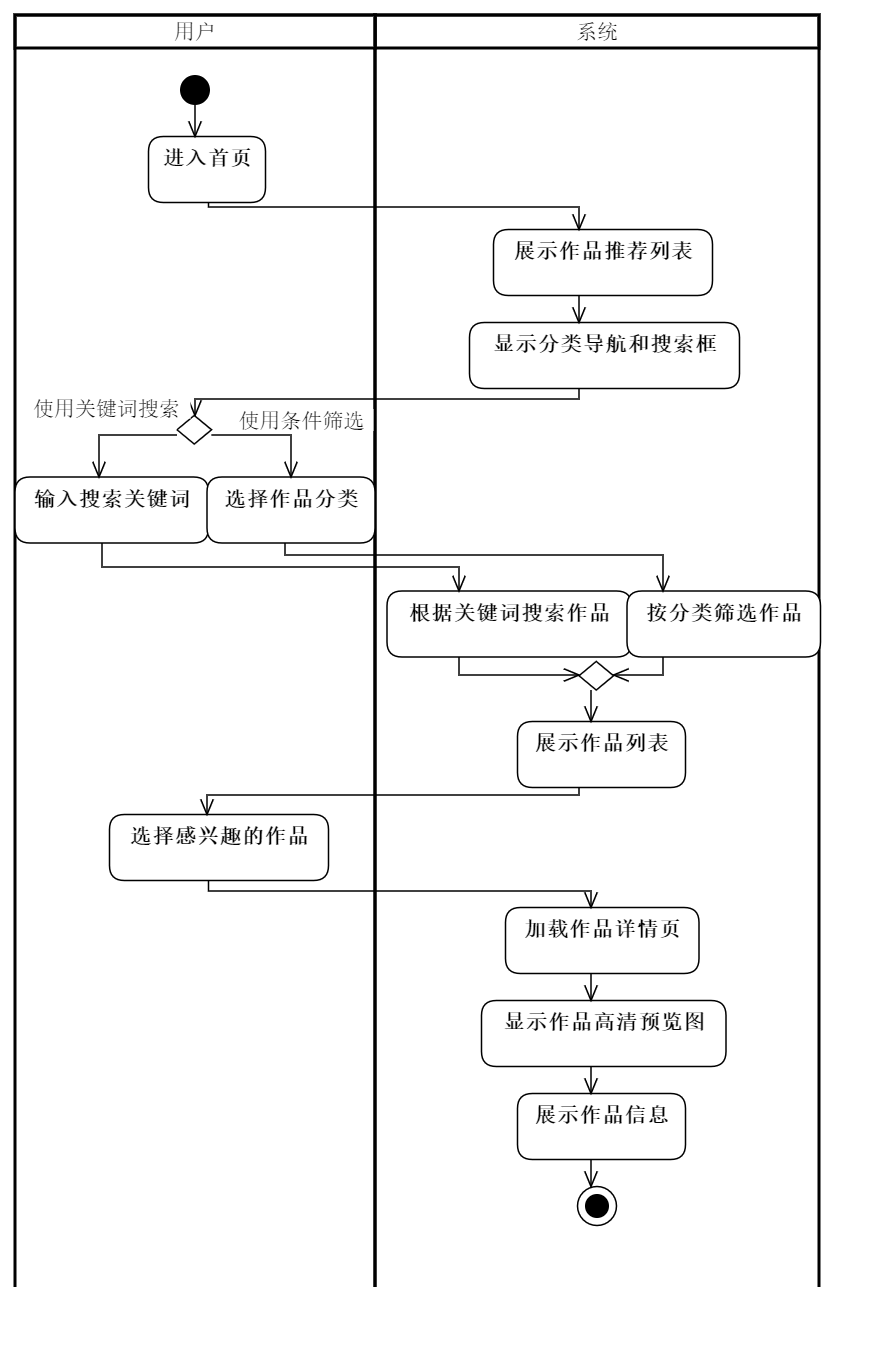 用户
系统
进入首页
展示作品推荐列表
显示分类导航和搜索框
使用关键词搜索
使用条件筛选
输入搜索关键词
选择作品分类
根据关键词搜索作品
按分类筛选作品
展示作品列表
选择感兴趣的作品
加载作品详情页
显示作品高清预览图
展示作品信息